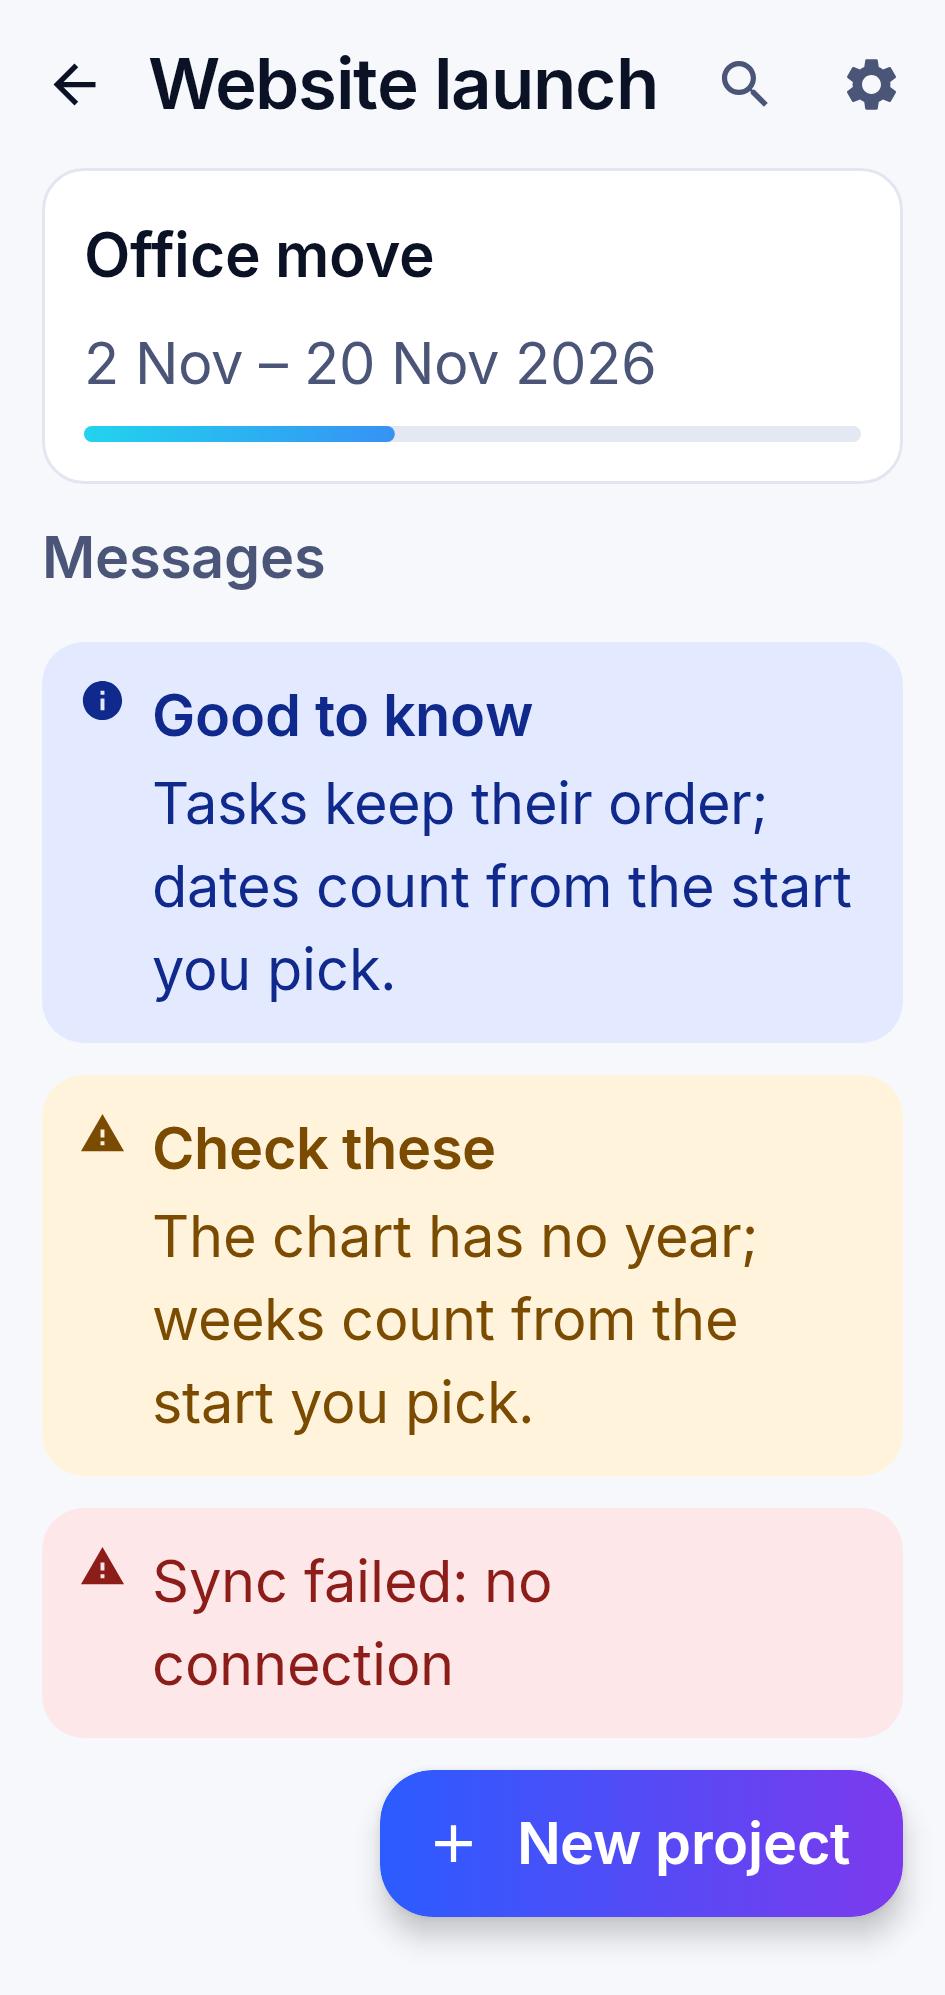 Website launch
Office move
2 Nov – 20 Nov 2026
Messages
Good to know
Tasks keep their order;
dates count from the start
you pick.
Check these
The chart has no year;
weeks count from the
start you pick.
Sync failed: no
connection
New project